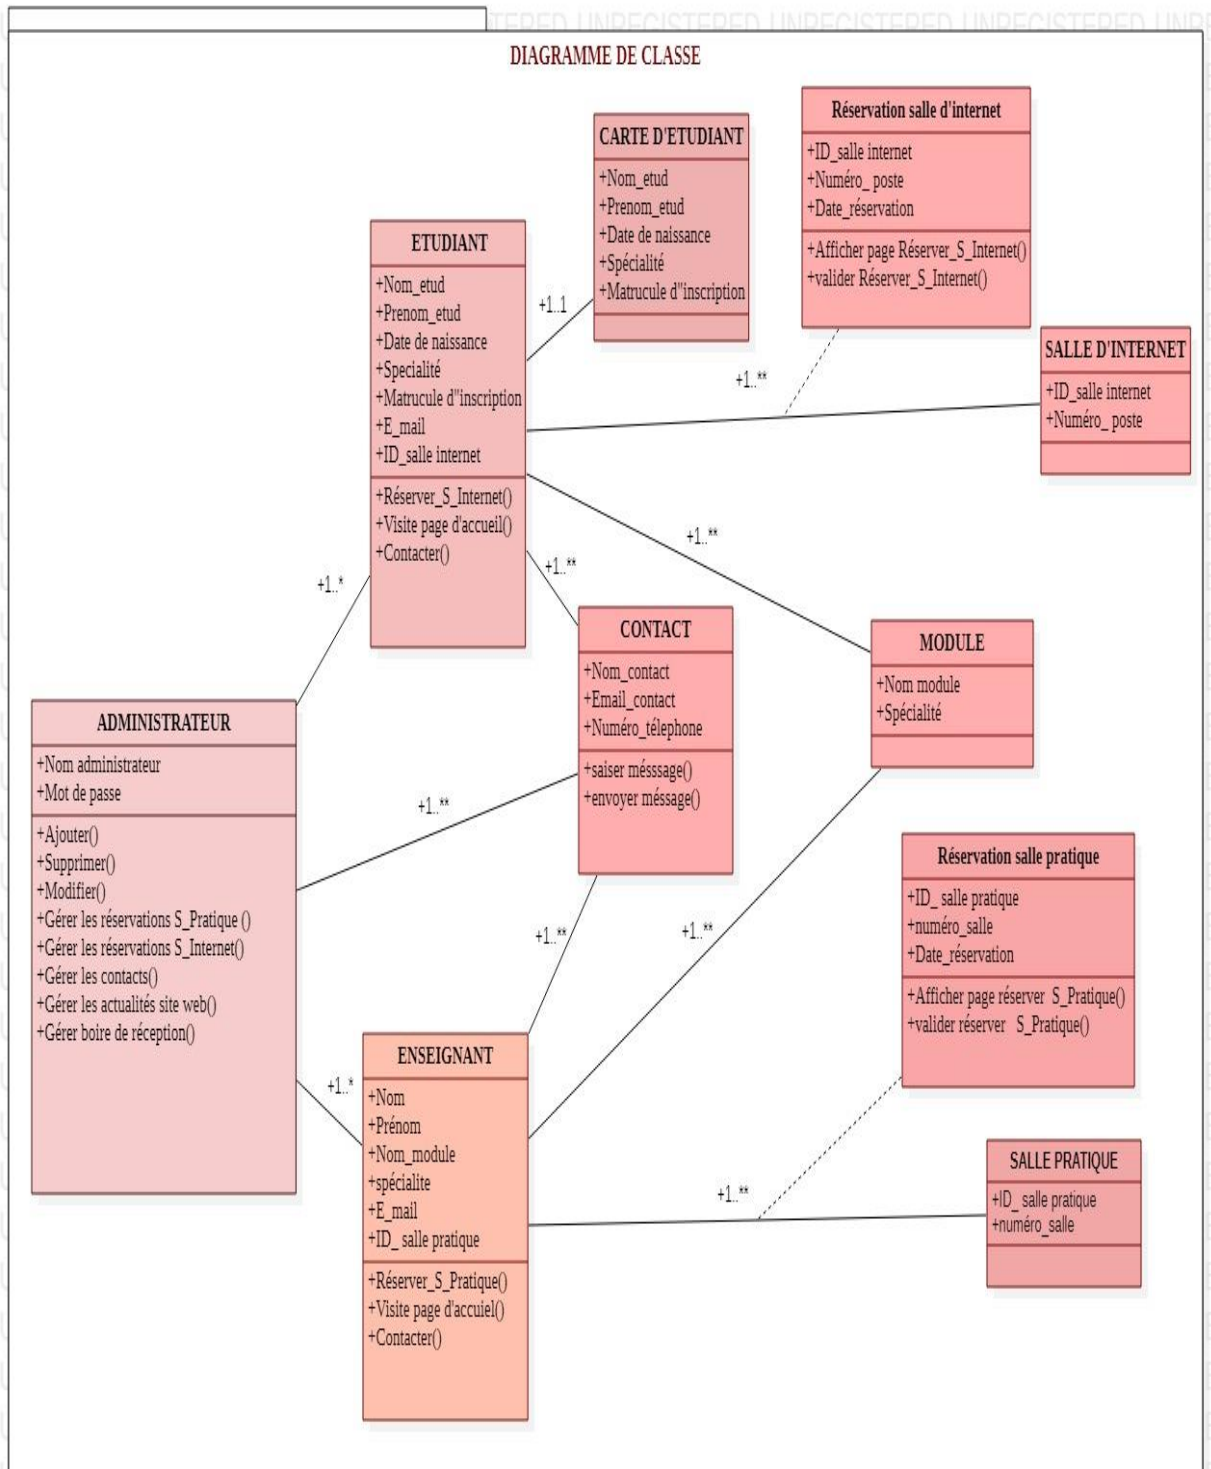 UNREGISTERED UNREGISTERED UNREGISTERED
DIAGRAMME DE CLASSE
Réservation salle d'internet
+ID_salle internet
+Numéro_ poste
+Date_réservation
+Afficher page Réserver_S_Internet()
+valider Réserver_S_Internet()
CARTE D'ETUDIANT
+Nom_etud
+Prenom_etud
+Date de naissance
+Spécialité
+Matrucule d"inscription
ETUDIANT
+Nom_etud
+Prenom_etud
+Date de naissance
+Specialité
+Matrucule d"inscription
+E_mail
+ID_salle internet
+Réserver_S_Internet()
+Visite page d'accueil()
+Contacter()
+1..1
SALLE D'INTERNET
+ID_salle internet
+Numéro_ poste
+1..**
+1..**
+1..**
+1..*
CONTACT
+Nom_contact
+Email_contact
+Numéro_télephone
+saiser mésssage()
+envoyer méssage()
MODULE
+Nom module
+Spécialité
ADMINISTRATEUR
+Nom administrateur
+Mot de passe
+Ajouter()
+Supprimer()
+Modifier()
+Gérer les réservations S_Pratique ()
+Gérer les réservations S_Internet()
+Gérer les contacts()
+Gérer les actualités site web()
+Gérer boire de réception()
+1..**
+1..**
+1..**
Réservation salle pratique
+ID_ salle pratique
+numéro_salle
+Date_réservation
+Afficher page réserver S_Pratique()
+valider réserver S_Pratique()
+1..*
ENSEIGNANT
+Nom
+Prénom
+Nom_module
+spécialite
+E_mail
+ID_ salle pratique
+Réserver_S_Pratique()
+Visite page d'accuiel()
+Contacter()
+1..**
SALLE PRATIQUE
+ID_ salle pratique
+numéro_salle